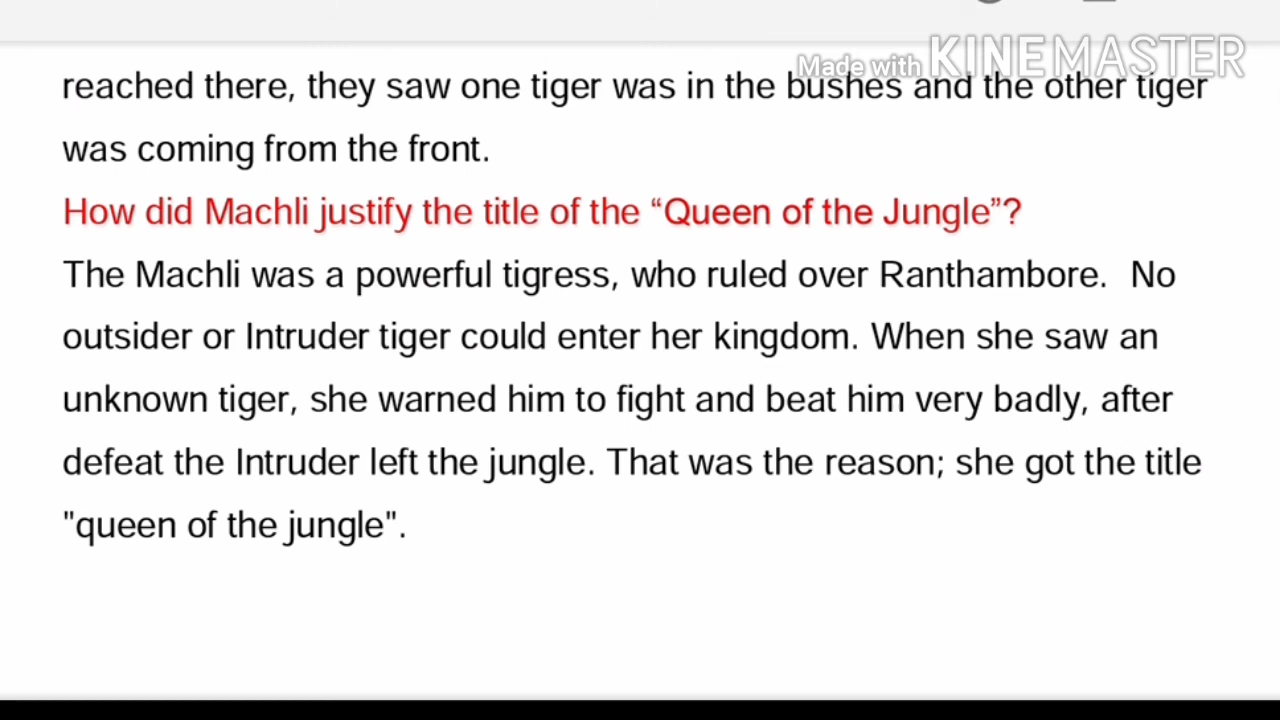 Made with KINEMASTER
reached there, they saw one tiger was in the bushes and the other tiger
was coming from the front.
How did Machli justify the title of the “Queen of the Jungle”?
The Machli was a powerful tigress, who ruled over Ranthambore.  No
outsider or Intruder tiger could enter her kingdom. When she saw an
unknown tiger, she warned him to fight and beat him very badly, after
defeat the Intruder left the jungle. That was the reason; she got the title
"queen of the jungle".